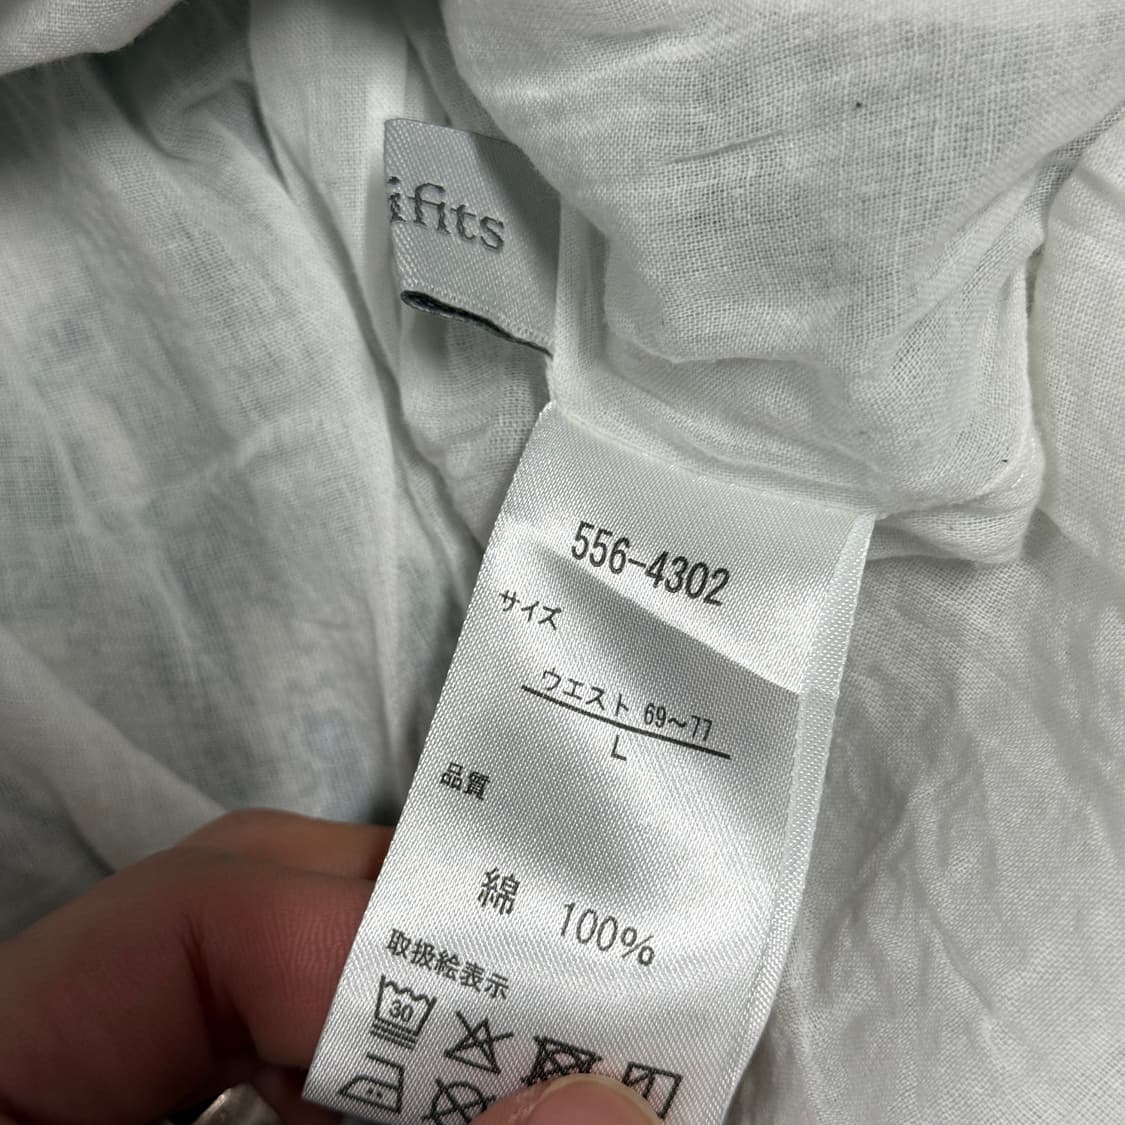 ifits
556-4302
サイズ
ウエスト 69〜77
L
品質
綿 100%
取扱絵表示
30